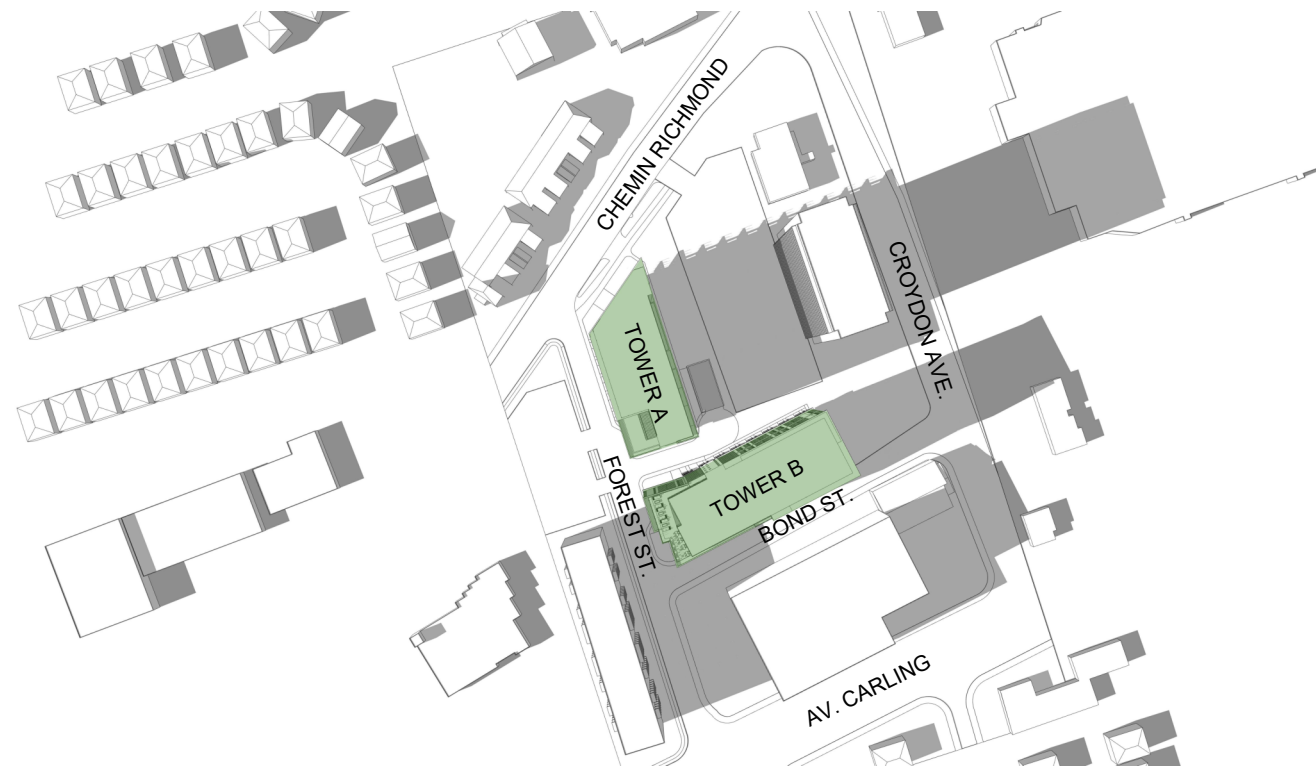 CHEMIN RICHMOND
CROYDON AVE.
TOWER A
TOWER B
FOREST ST.
BOND ST.
AV. CARLING